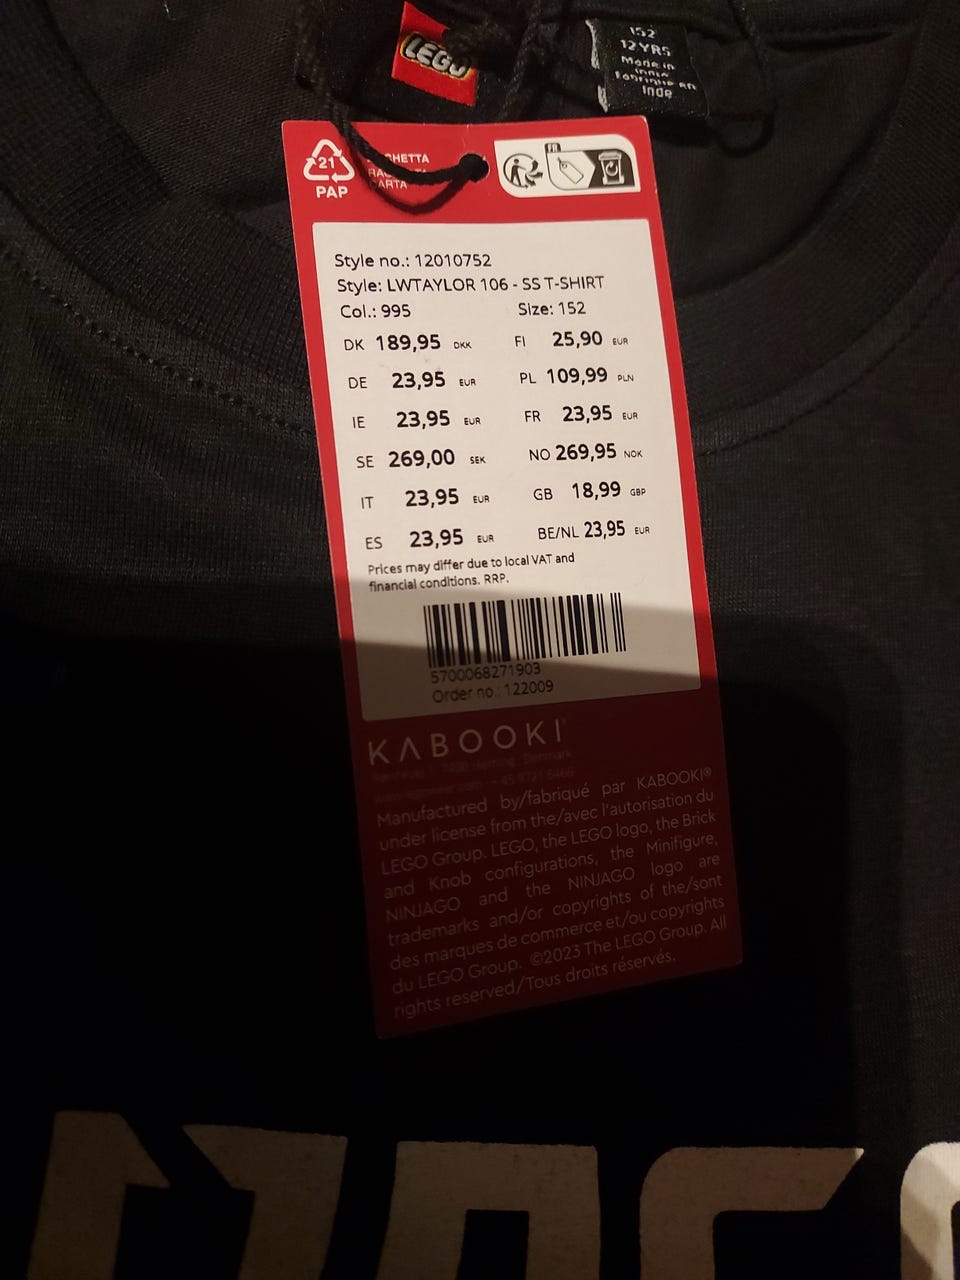 LEGO
152
12 YRS
Made in
India
Fabriqué en
Inde
21
PAP
CARTA
FR
Style no.: 12010752
Style: LWTAYLOR 106 - SS T-SHIRT
Col.: 995 Size: 152
DK 189,95 DKK FI 25,90 EUR
DE 23,95 EUR PL 109,99 PLN
IE 23,95 EUR FR 23,95 EUR
SE 269,00 SEK NO 269,95 NOK
IT 23,95 EUR GB 18,99 GBP
ES 23,95 EUR BE/NL 23,95 EUR
Prices may differ due to local VAT and
financial conditions. RRP.
5700068271903
Order no.: 122009
KABOOKI
Manufactured by/fabriqué par KABOOKI®
under license from the/avec l'autorisation du
LEGO Group. LEGO, the LEGO logo, the Brick
and Knob configurations, the Minifigure,
NINJAGO and the NINJAGO logo are
trademarks and/or copyrights of the/sont
des marques de commerce et/ou copyrights
du LEGO Group. ©2023 The LEGO Group. All
rights reserved/Tous droits réservés.